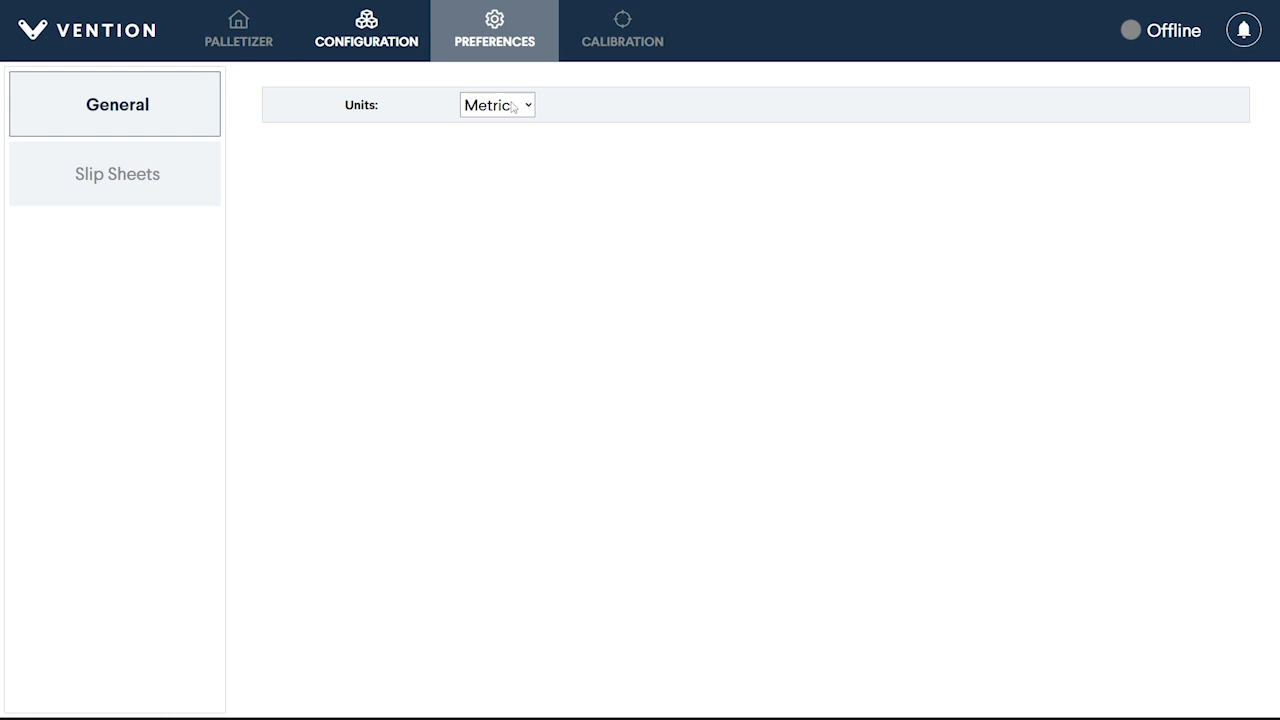 VENTION
PALLETIZER
CONFIGURATION
PREFERENCES
CALIBRATION
Offline
General
Slip Sheets
Units:
Metric